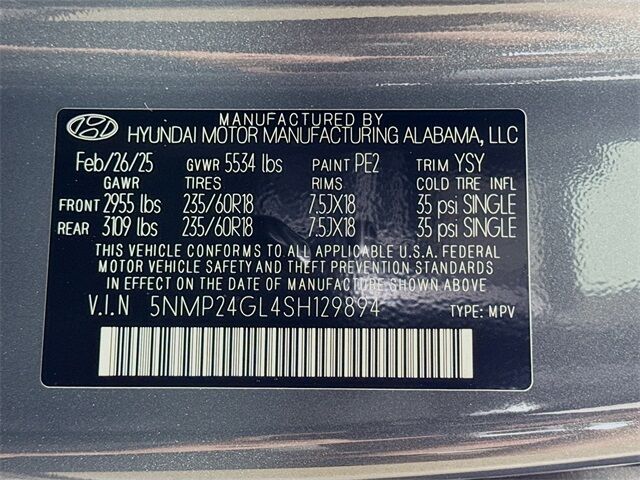 MANUFACTURED BY
HYUNDAI MOTOR MANUFACTURING ALABAMA, LLC
Feb/26/25 GVWR 5534 lbs PAINT PE2 TRIM YSY
GAWR TIRES RIMS COLD TIRE INFL
FRONT 2955 lbs 235/60R18 7.5JX18 35 psi SINGLE
REAR 3109 lbs 235/60R18 7.5JX18 35 psi SINGLE
THIS VEHICLE CONFORMS TO ALL APPLICABLE U.S.A. FEDERAL
MOTOR VEHICLE SAFETY AND THEFT PREVENTION STANDARDS IN
EFFECT ON THE DATE OF MANUFACTURE SHOWN ABOVE
V.I.N 5NMP24GL4SH129894 TYPE: MPV